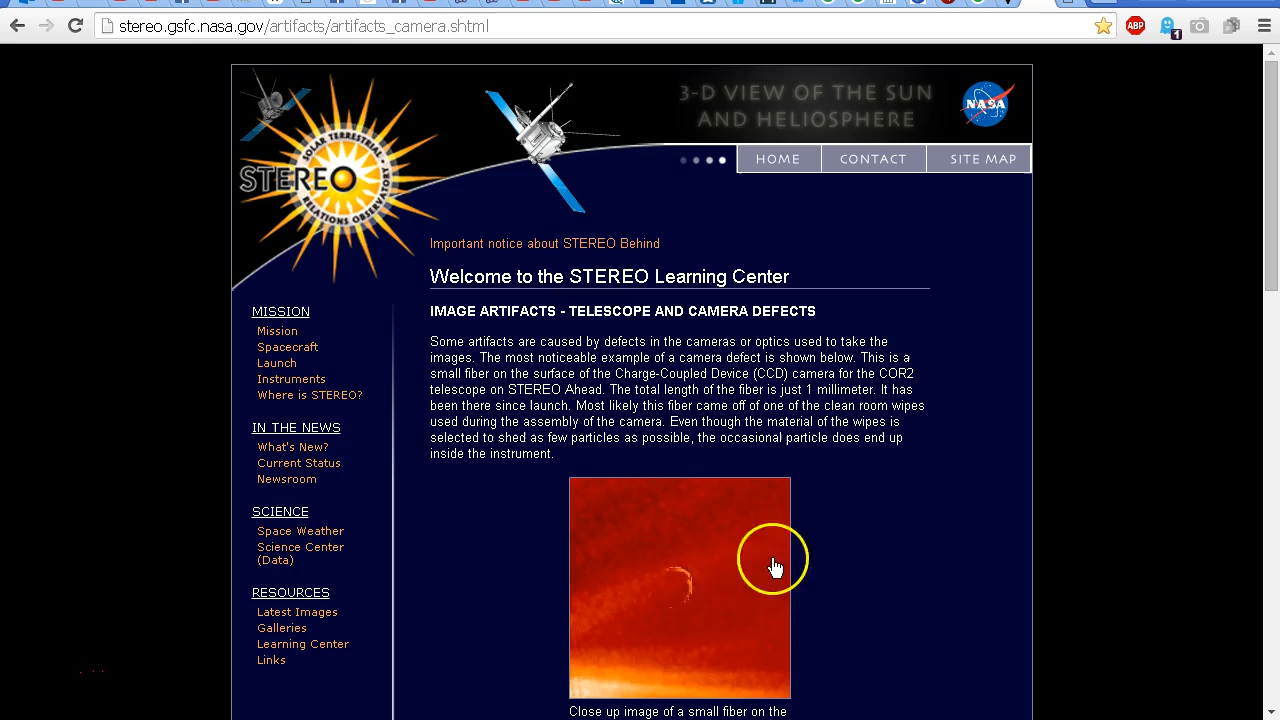 stereo.gsfc.nasa.gov/artifacts/artifacts_camera.shtml
ABP
1
3-D VIEW OF THE SUN
AND HELIOSPHERE
NASA
SOLAR TERRESTRIAL
STEREO
RELATIONS OBSERVATORY
HOME
CONTACT
SITE MAP
Important notice about STEREO Behind
Welcome to the STEREO Learning Center
MISSION
Mission
Spacecraft
Launch
Instruments
Where is STEREO?
IN THE NEWS
What's New?
Current Status
Newsroom
SCIENCE
Space Weather
Science Center
(Data)
RESOURCES
Latest Images
Galleries
Learning Center
Links
IMAGE ARTIFACTS - TELESCOPE AND CAMERA DEFECTS
Some artifacts are caused by defects in the cameras or optics used to take the
images. The most noticeable example of a camera defect is shown below. This is a
small fiber on the surface of the Charge-Coupled Device (CCD) camera for the COR2
telescope on STEREO Ahead. The total length of the fiber is just 1 millimeter. It has
been there since launch. Most likely this fiber came off of one of the clean room wipes
used during the assembly of the camera. Even though the material of the wipes is
selected to shed as few particles as possible, the occasional particle does end up
inside the instrument.
Close up image of a small fiber on the